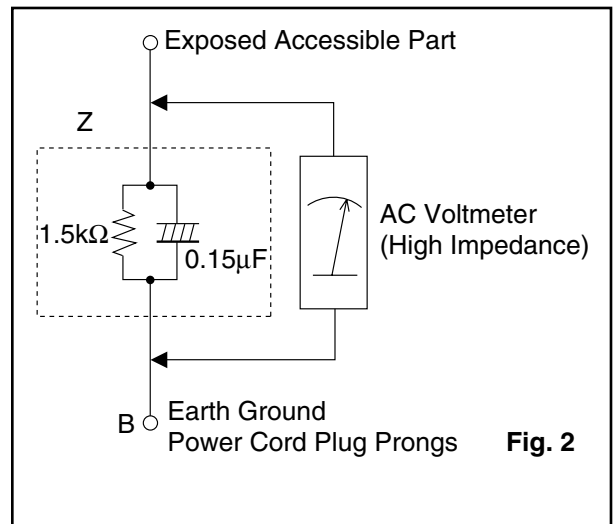 Exposed Accessible Part
Z
1.5kΩ
0.15μF
AC Voltmeter
(High Impedance)
B
Earth Ground
Power Cord Plug Prongs
Fig. 2